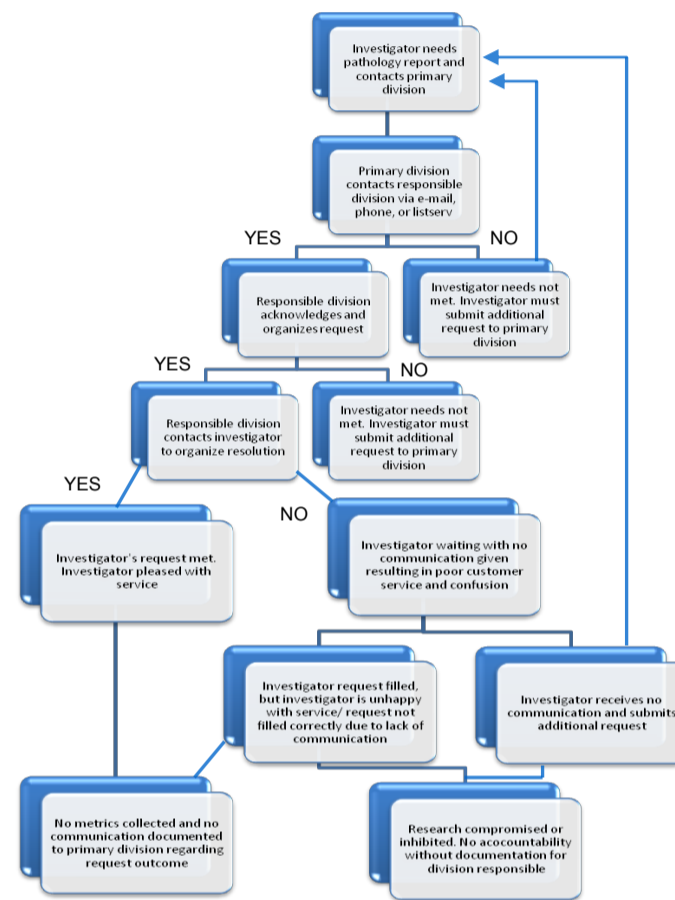 Investigator needs
pathology report and
contacts primary
division
Primary division
contacts responsible
division via e-mail,
phone, or listserv
YES
NO
Responsible division
acknowledges and
organizes request
Investigator needs not
met. Investigator must
submit additional
request to primary
division
YES
NO
Responsible division
contacts investigator
to organize resolution
Investigator needs not
met. Investigator must
submit additional
request to primary
division
YES
NO
Investigator's request met.
Investigator pleased with
service
Investigator waiting with no
communication given
resulting in poor customer
service and confusion
Investigator request filled,
but investigator is unhappy
with service/ request not
filled correctly due to lack of
communication
Investigator receives no
communication and submits
additional request
No metrics collected and no
communication documented
to primary division regarding
request outcome
Research compromised or
inhibited. No acocountability
without documentation for
division responsible